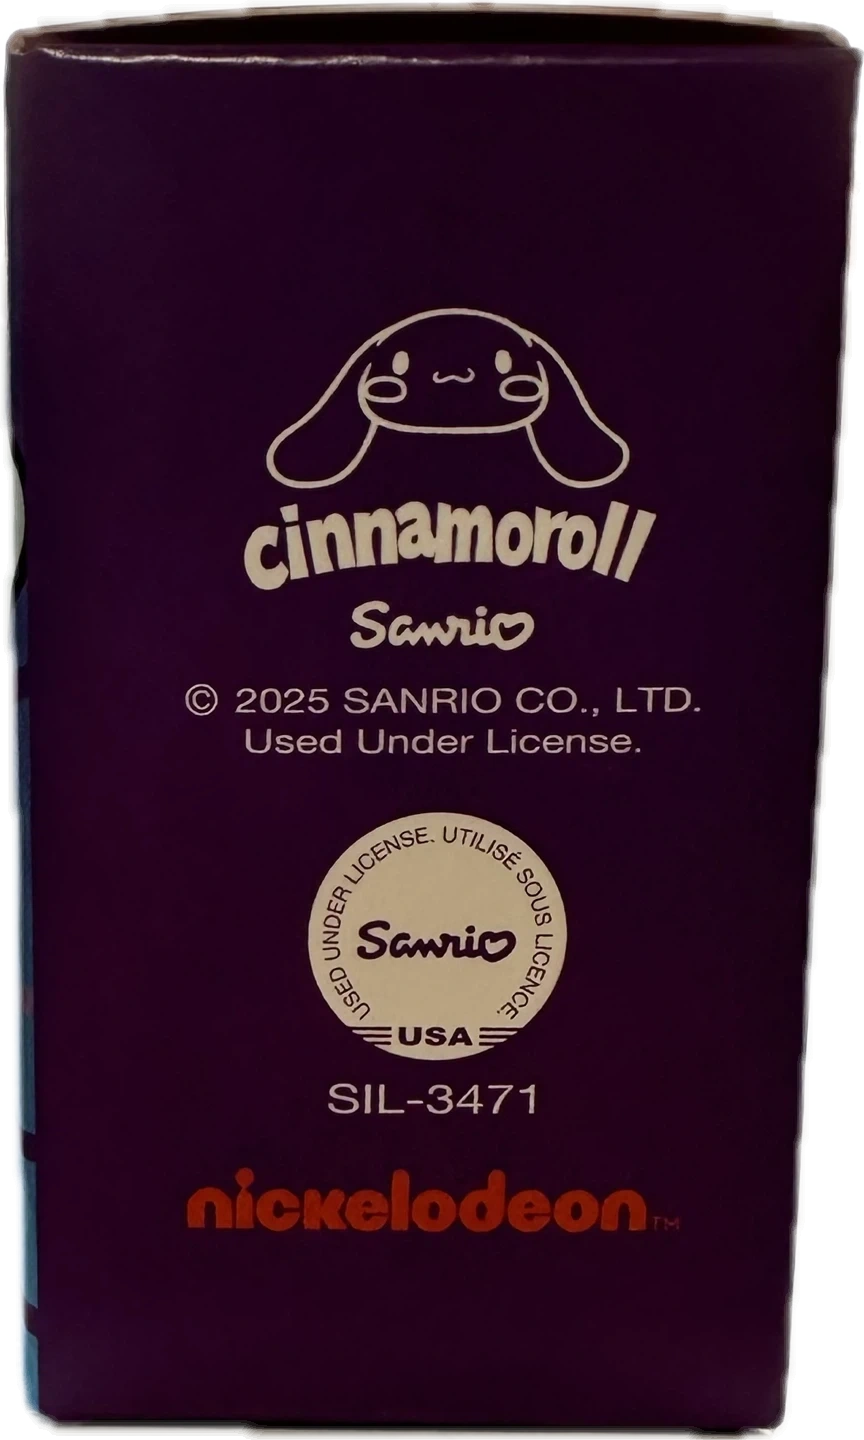 cinnamoroll
Sanrio
© 2025 SANRIO CO., LTD.
Used Under License.
USED UNDER LICENSE. UTILISÉ SOUS LICENCE.
Sanrio
USA
SIL-3471
nickelodeon™